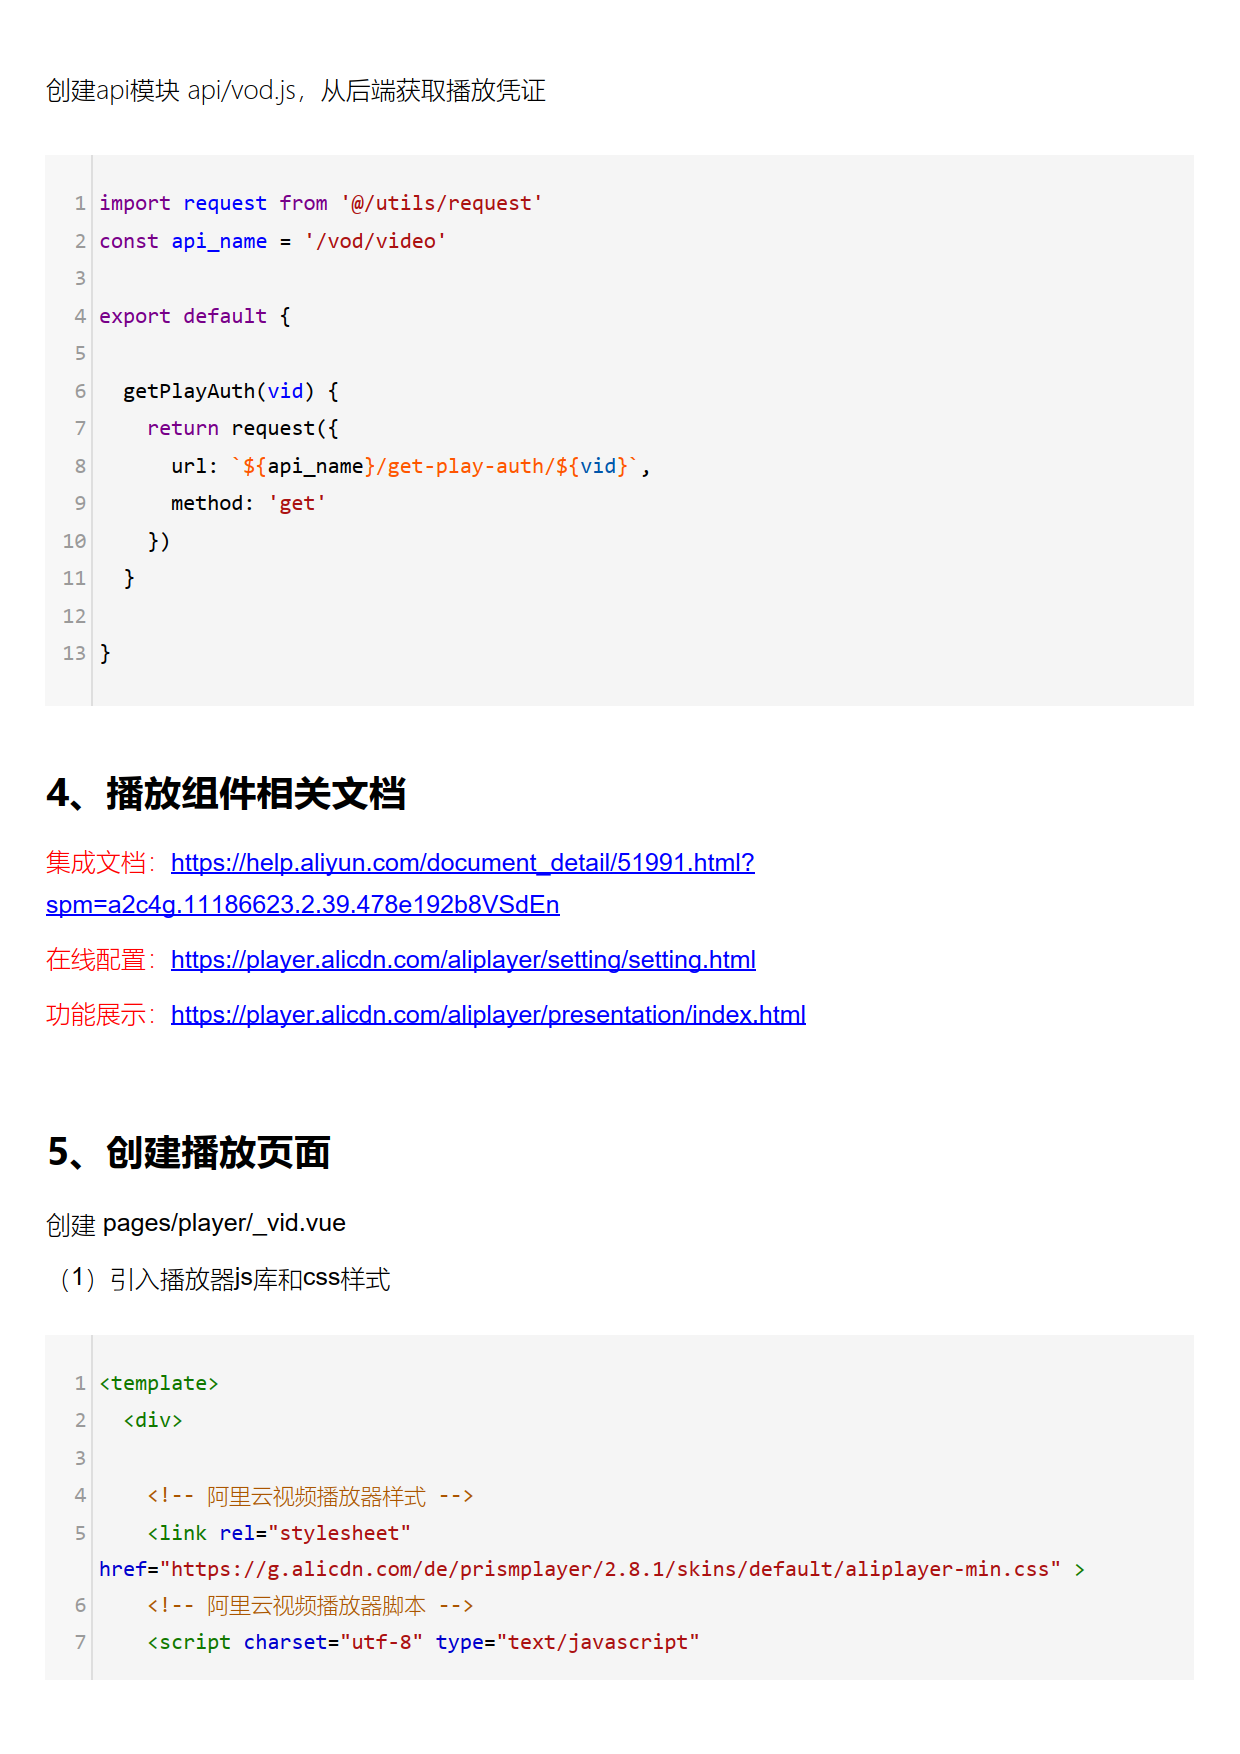 创建api模块 api/vod.js，从后端获取播放凭证
1 import request from '@/utils/request'
2 const api_name = '/vod/video'
3
4 export default {
5
6   getPlayAuth(vid) {
7     return request({
8       url: `${api_name}/get-play-auth/${vid}`,
9       method: 'get'
10     })
11   }
12
13 }
4、播放组件相关文档
集成文档：https://help.aliyun.com/document_detail/51991.html?
spm=a2c4g.11186623.2.39.478e192b8VSdEn
在线配置：https://player.alicdn.com/aliplayer/setting/setting.html
功能展示：https://player.alicdn.com/aliplayer/presentation/index.html
5、创建播放页面
创建 pages/player/_vid.vue
（1）引入播放器js库和css样式
1 <template>
2   <div>
3
4     <!-- 阿里云视频播放器样式 -->
5     <link rel="stylesheet"
href="https://g.alicdn.com/de/prismplayer/2.8.1/skins/default/aliplayer-min.css" >
6     <!-- 阿里云视频播放器脚本 -->
7     <script charset="utf-8" type="text/javascript"